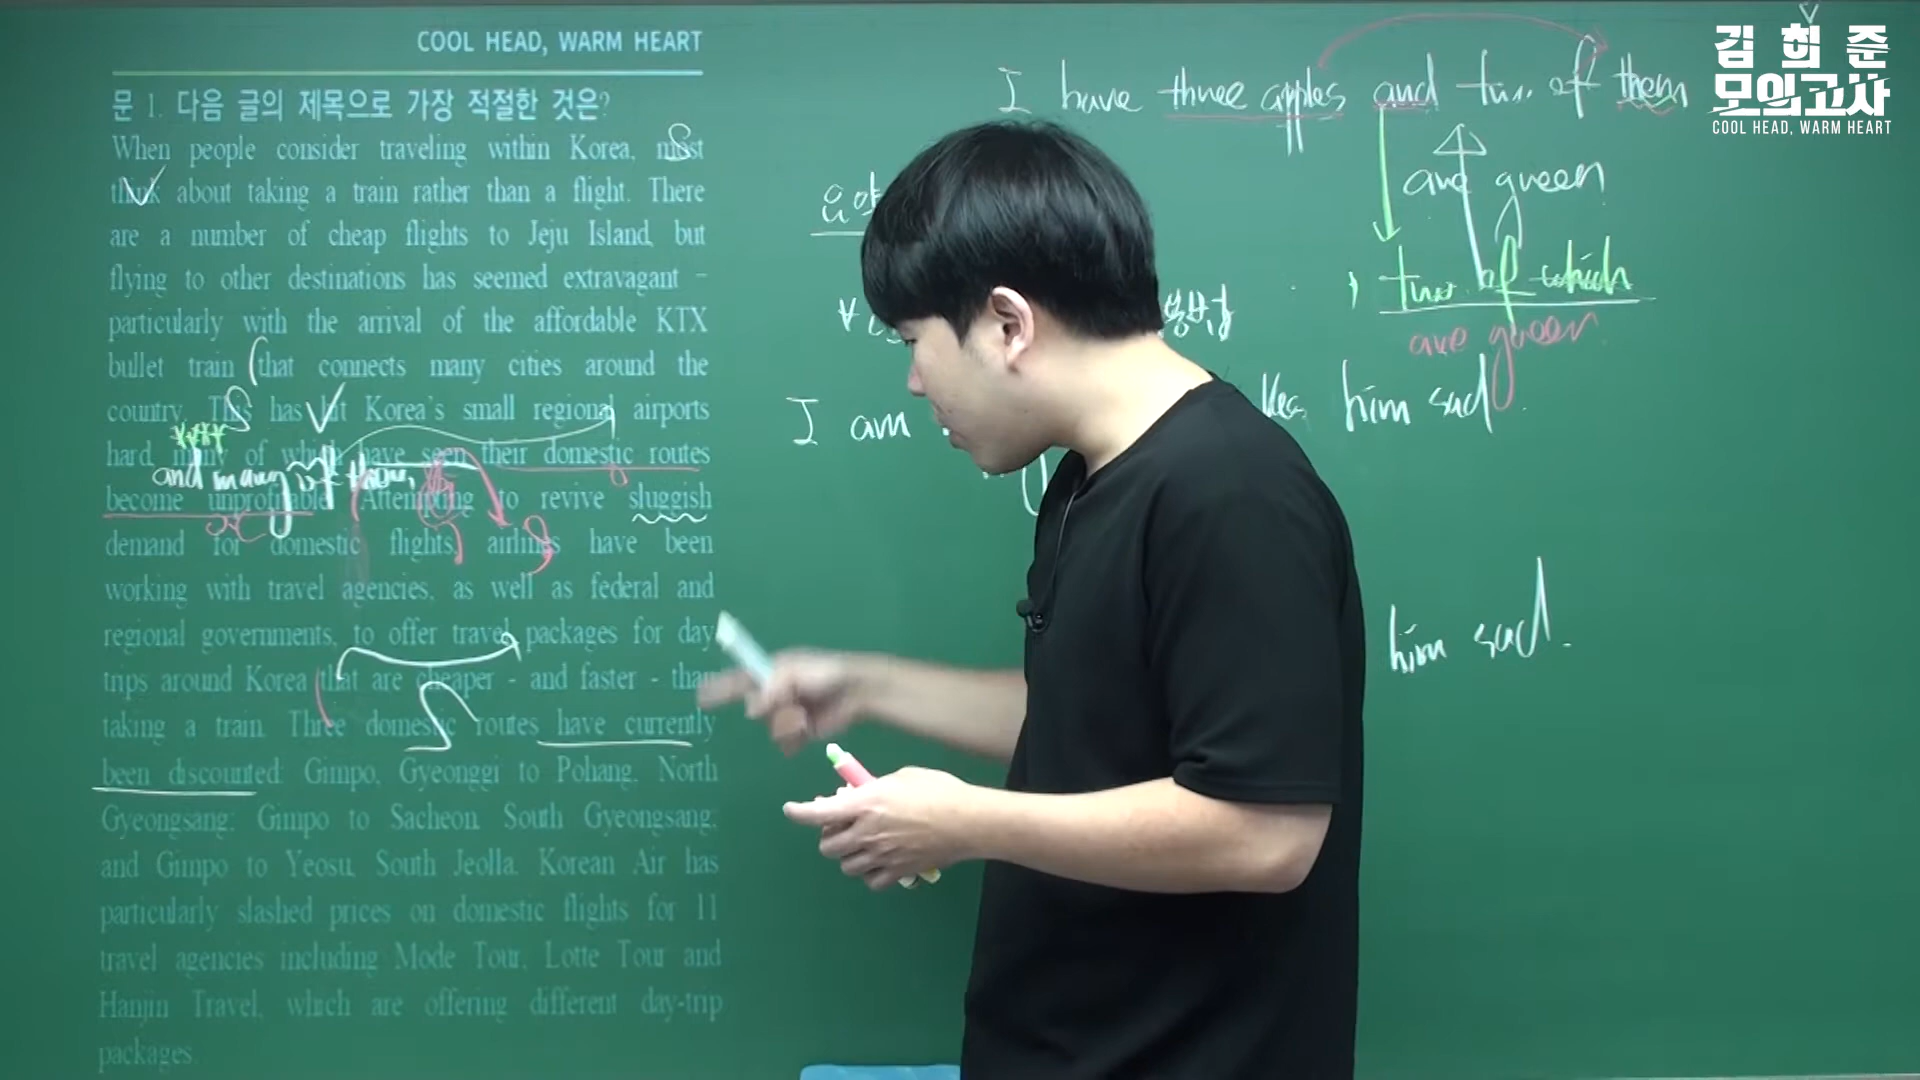 COOL HEAD, WARM HEART
문 1. 다음 글의 제목으로 가장 적절한 것은?
When people consider traveling within Korea, most
think about taking a train rather than a flight. There
are a number of cheap flights to Jeju Island, but
flying to other destinations has seemed extravagant -
particularly with the arrival of the affordable KTX
bullet train that connects many cities around the
country. This has hit Korea's small regional airports
hard, many of which have seen their domestic routes
and many of them
become unprofitable. Attempting to revive sluggish
demand for domestic flights, airlines have been
working with travel agencies, as well as federal and
regional governments, to offer travel packages for day
trips around Korea that are cheaper - and faster - than
taking a train. Three domestic routes have currently
been discounted: Gimpo, Gyeonggi to Pohang, North
Gyeongsang; Gimpo to Sacheon, South Gyeongsang;
and Gimpo to Yeosu, South Jeolla. Korean Air has
particularly slashed prices on domestic flights for 11
travel agencies including Mode Tour, Lotte Tour and
Hanjin Travel, which are offering different day-trip
packages.
I have three apples and two of them
are green
, two of which
are green
I am
him sad.
him sad.
김희준
모의고사
COOL HEAD, WARM HEART